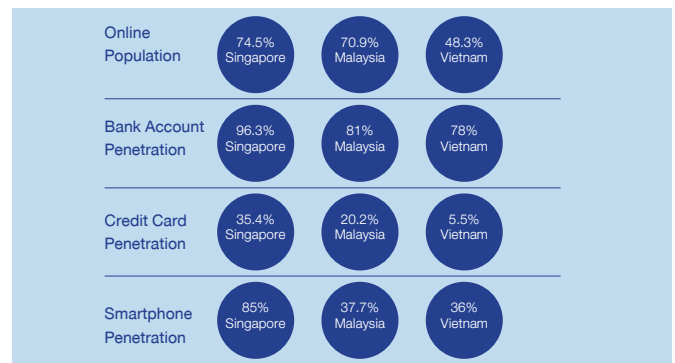 Online
Population
74.5%
Singapore
70.9%
Malaysia
48.3%
Vietnam
Bank Account
Penetration
96.3%
Singapore
81%
Malaysia
78%
Vietnam
Credit Card
Penetration
35.4%
Singapore
20.2%
Malaysia
5.5%
Vietnam
Smartphone
Penetration
85%
Singapore
37.7%
Malaysia
36%
Vietnam